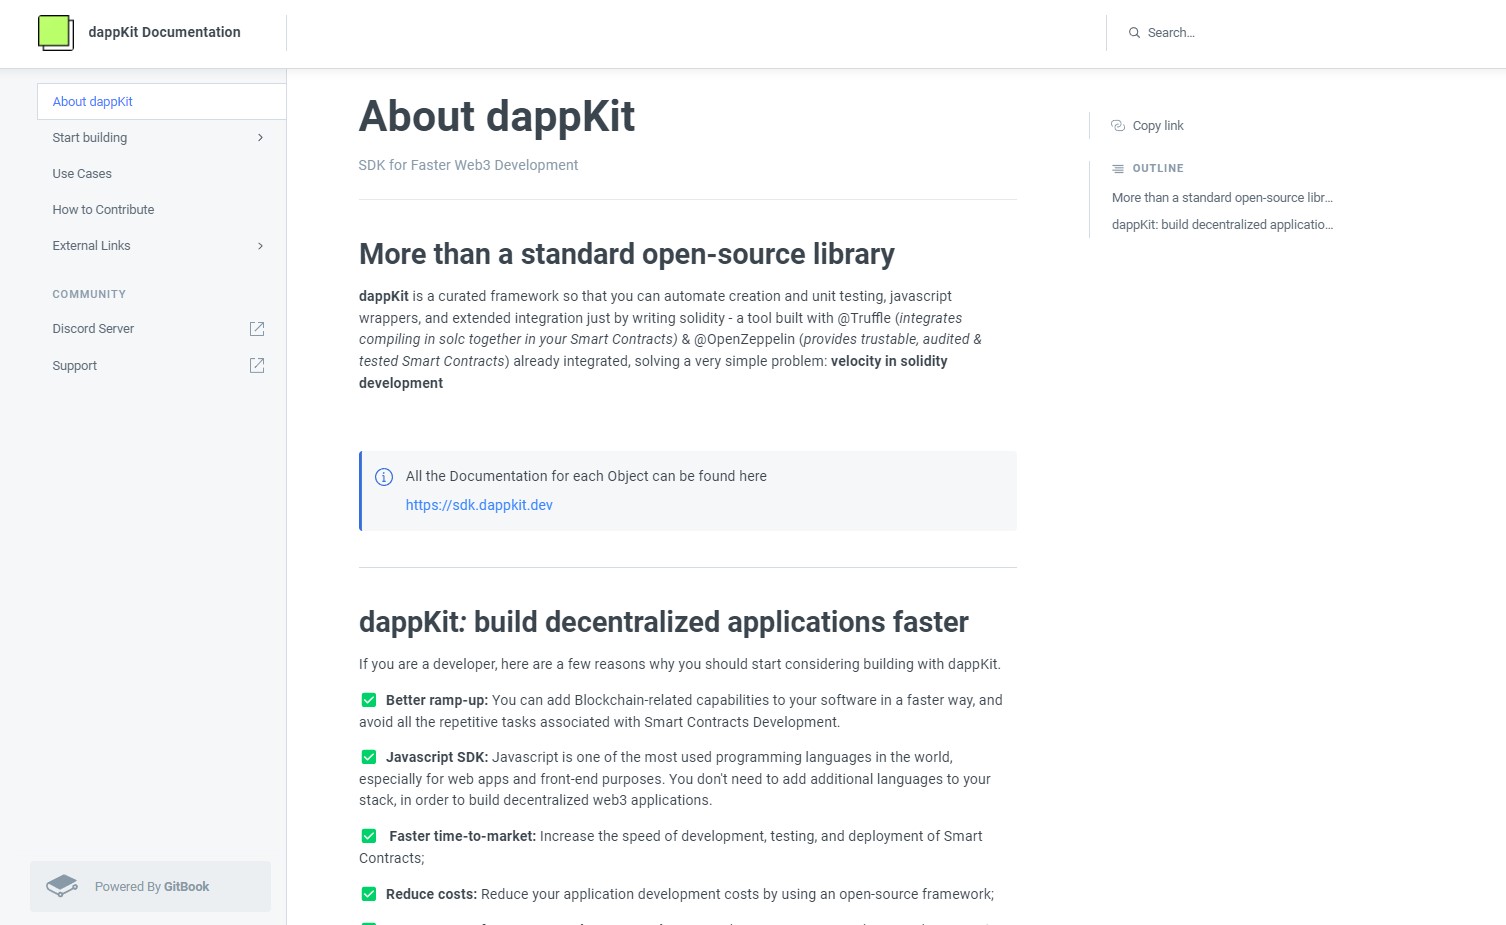 dappKit Documentation
Search...
About dappKit
Start building
Use Cases
How to Contribute
External Links
COMMUNITY
Discord Server
Support
Powered By GitBook
About dappKit
SDK for Faster Web3 Development
More than a standard open-source library
dappKit is a curated framework so that you can automate creation and unit testing, javascript
wrappers, and extended integration just by writing solidity - a tool built with @Truffle (integrates
compiling in solc together in your Smart Contracts) & @OpenZeppelin (provides trustable, audited &
tested Smart Contracts) already integrated, solving a very simple problem: velocity in solidity
development
All the Documentation for each Object can be found here
https://sdk.dappkit.dev
dappKit: build decentralized applications faster
If you are a developer, here are a few reasons why you should start considering building with dappKit.
Better ramp-up: You can add Blockchain-related capabilities to your software in a faster way, and
avoid all the repetitive tasks associated with Smart Contracts Development.
Javascript SDK: Javascript is one of the most used programming languages in the world,
especially for web apps and front-end purposes. You don't need to add additional languages to your
stack, in order to build decentralized web3 applications.
Faster time-to-market: Increase the speed of development, testing, and deployment of Smart
Contracts;
Reduce costs: Reduce your application development costs by using an open-source framework;
Copy link
OUTLINE
More than a standard open-source libr...
dappKit: build decentralized applicatio...